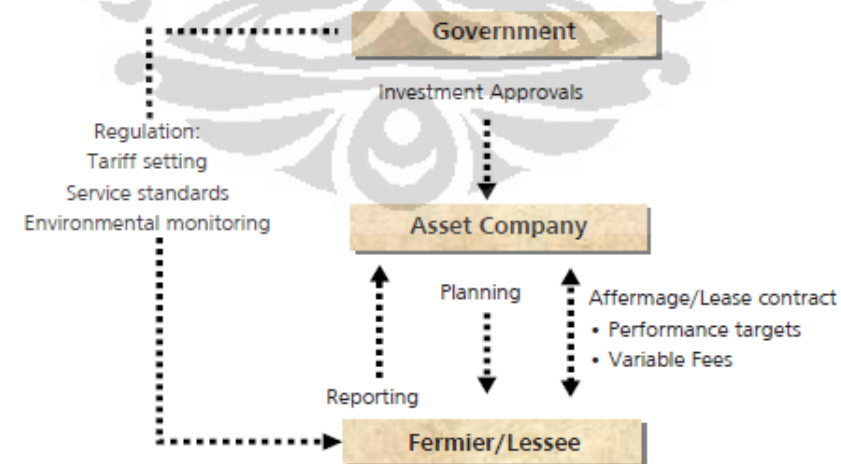 Government
Investment Approvals
Regulation:
Tariff setting
Service standards
Environmental monitoring
Asset Company
Planning
Affermage/Lease contract
• Performance targets
• Variable Fees
Reporting
Fermier/Lessee